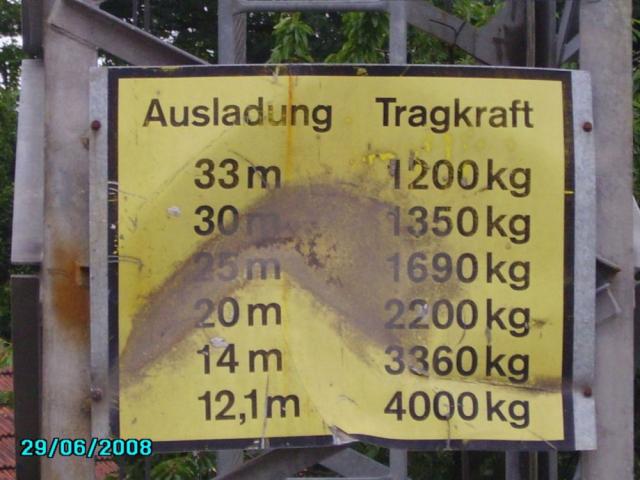 Ausladung Tragkraft
33 m 1200 kg
30 m 1350 kg
25 m 1690 kg
20 m 2200 kg
14 m 3360 kg
12,1 m 4000 kg
29/06/2008